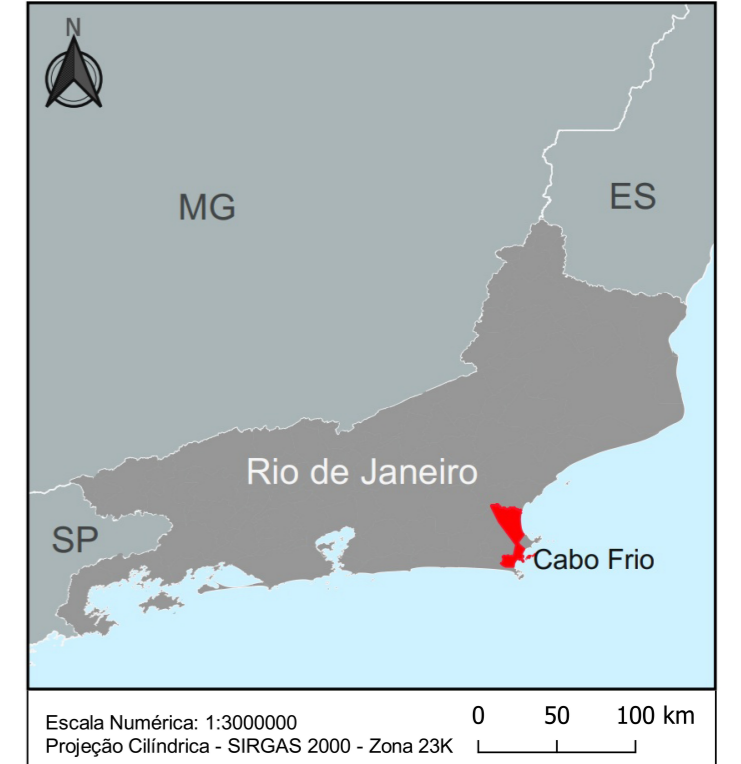 N
MG
ES
Rio de Janeiro
SP
Cabo Frio
Escala Numérica: 1:3000000
Projeção Cilíndrica - SIRGAS 2000 - Zona 23K
0 50 100 km